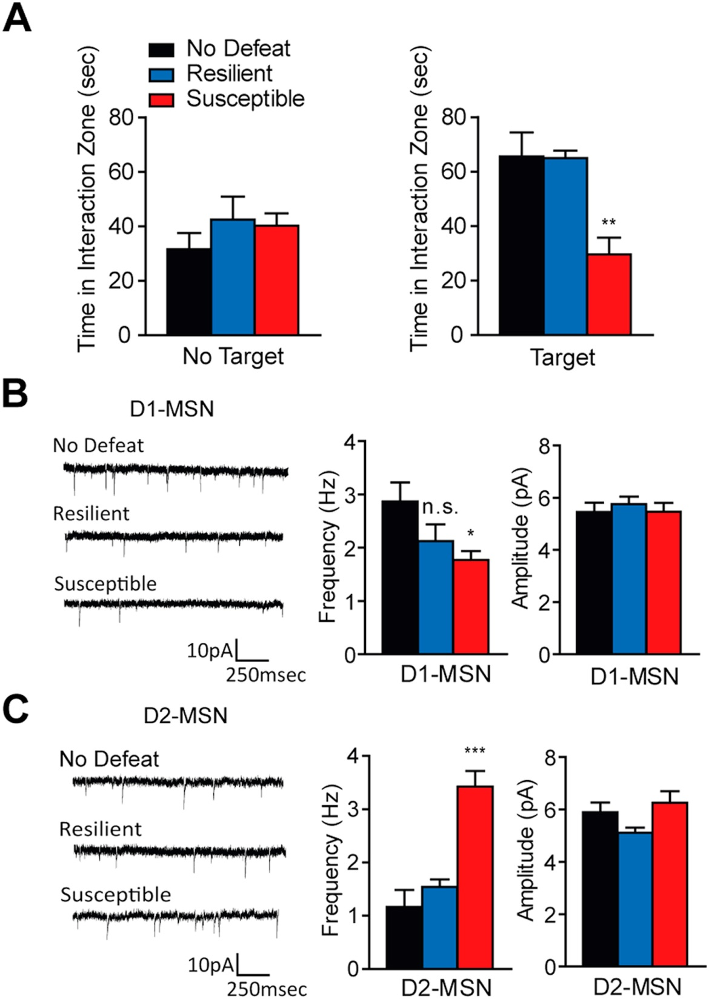 A
No Defeat
Resilient
Susceptible
Time in Interaction Zone (sec)
80
60
40
20
0
No Target
Time in Interaction Zone (sec)
80
60
40
20
0
**
Target
B
D1-MSN
No Defeat
Resilient
Susceptible
10pA
250msec
Frequency (Hz)
4
3
2
1
0
n.s.
*
D1-MSN
Amplitude (pA)
8
6
4
2
0
D1-MSN
C
D2-MSN
No Defeat
Resilient
Susceptible
10pA
250msec
Frequency (Hz)
4
3
2
1
0
***
D2-MSN
Amplitude (pA)
8
6
4
2
0
D2-MSN